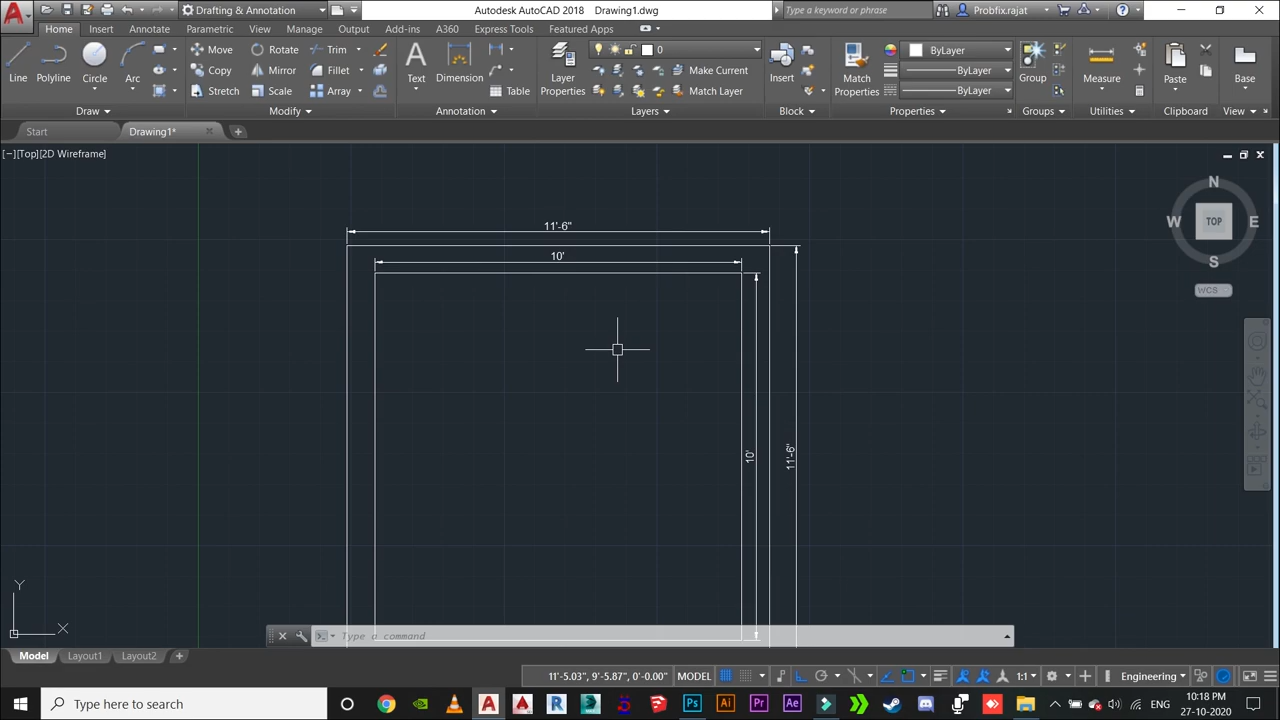 Drafting & Annotation
Autodesk AutoCAD 2018 Drawing1.dwg
Type a keyword or phrase
Probfix.rajat
Home Insert Annotate Parametric View Manage Output Add-ins A360 Express Tools Featured Apps
Line Polyline Circle Arc
Move Rotate Trim
Copy Mirror Fillet
Stretch Scale Array
Text Dimension Table
Layer Properties
0
Make Current
Match Layer
Insert
Match Properties
ByLayer
ByLayer
ByLayer
Group
Measure
Paste
Base
Draw Modify Annotation Layers Block Properties Groups Utilities Clipboard View
Start Drawing1*
[−][Top][2D Wireframe]
N
W TOP E
S
WCS
11'-6"
10'
10'
11'-6"
Y
X
Type a command
Model Layout1 Layout2
11'-5.03", 9'-5.87", 0'-0.00" MODEL
1:1
Engineering
Type here to search
Ps Ai Pr Ae
ENG
10:18 PM
27-10-2020